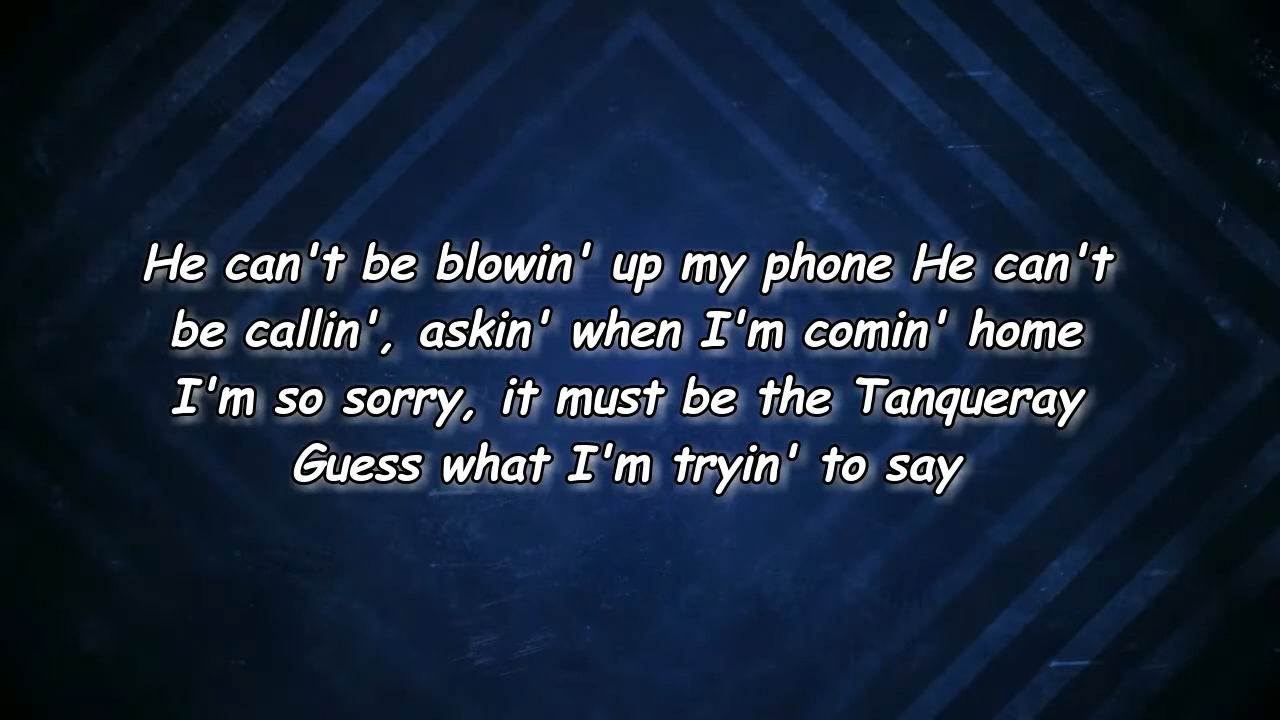 He can't be blowin' up my phone He can't
be callin', askin' when I'm comin' home
I'm so sorry, it must be the Tanqueray
Guess what I'm tryin' to say